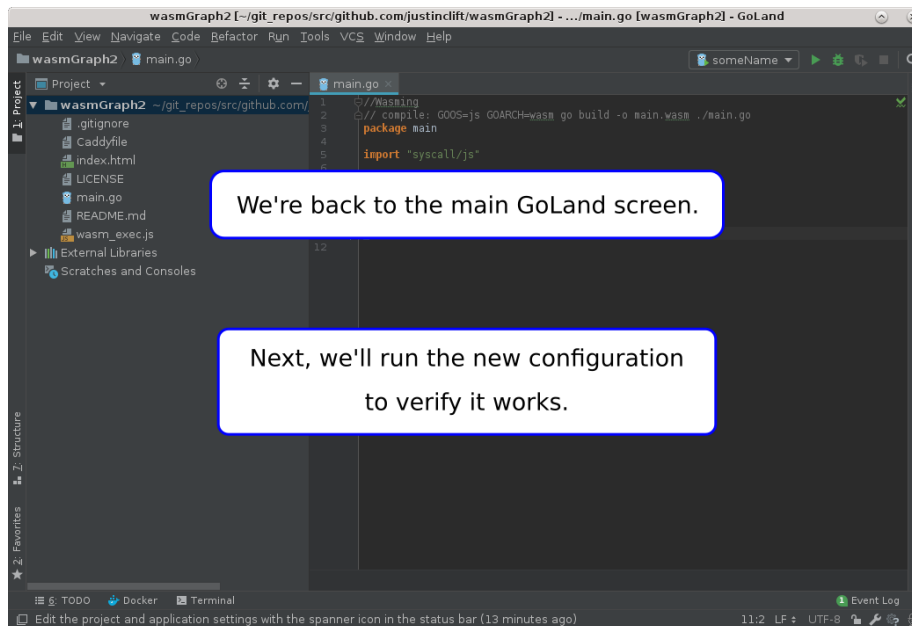 wasmGraph2 [~/git_repos/src/github.com/justinclift/wasmGraph2] - .../main.go [wasmGraph2] - GoLand
File Edit View Navigate Code Refactor Run Tools VCS Window Help
wasmGraph2 main.go someName
1: Project
Project
main.go
wasmGraph2 ~/git_repos/src/github.com/
.gitignore
Caddyfile
index.html
LICENSE
main.go
README.md
wasm_exec.js
External Libraries
Scratches and Consoles
1 //Wasming
2 // compile: GOOS=js GOARCH=wasm go build -o main.wasm ./main.go
3 package main
4
5 import "syscall/js"
6
We're back to the main GoLand screen.
12
Next, we'll run the new configuration
to verify it works.
7: Structure
2: Favorites
6: TODO Docker Terminal 1 Event Log
Edit the project and application settings with the spanner icon in the status bar (13 minutes ago) 11:2 LF UTF-8